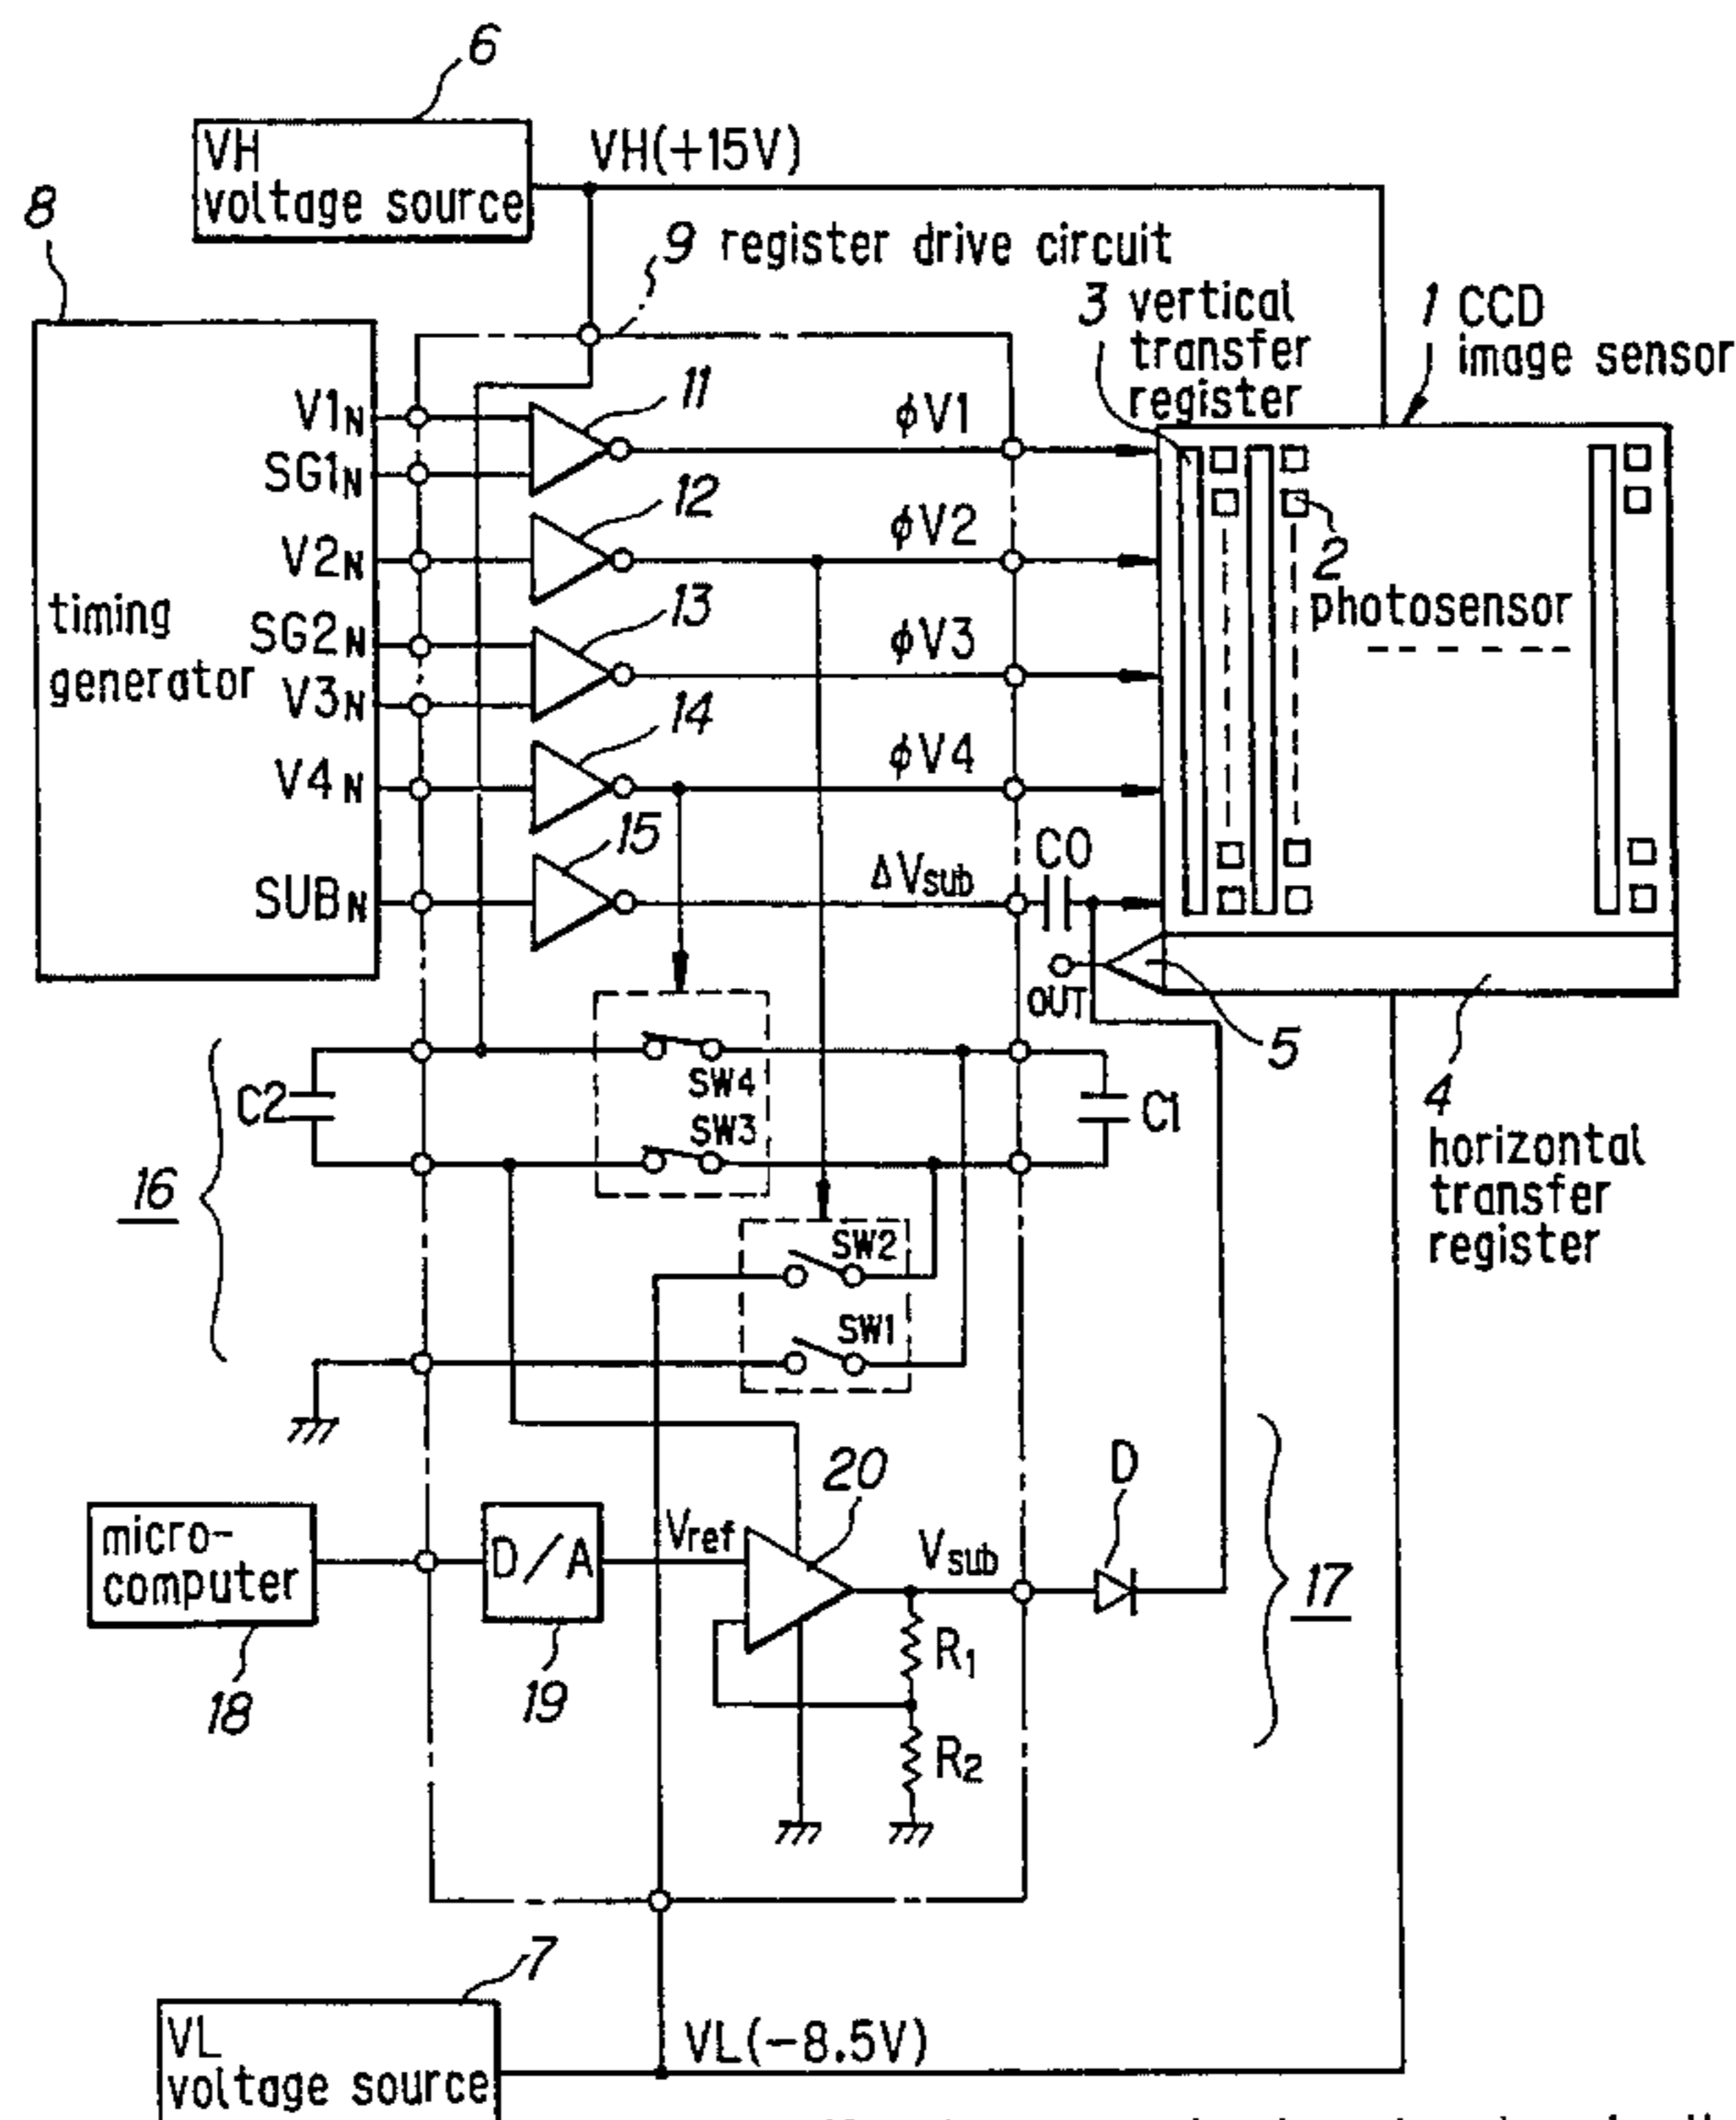 6
VH
voltage source
VH(+15V)
8
9 register drive circuit
3 vertical
transfer
register
1 CCD
image sensor
timing
generator
V1N
SG1N
V2N
SG2N
V3N
V4N
SUBN
11
12
13
14
15
φV1
φV2
φV3
φV4
ΔVsub
C0
2
photosensor
OUT
5
4
horizontal
transfer
register
16
C2
SW4
SW3
C1
SW2
SW1
20
D
17
micro-
computer
18
D/A
19
Vref
Vsub
R1
R2
7
VL
voltage source
VL(-8.5V)